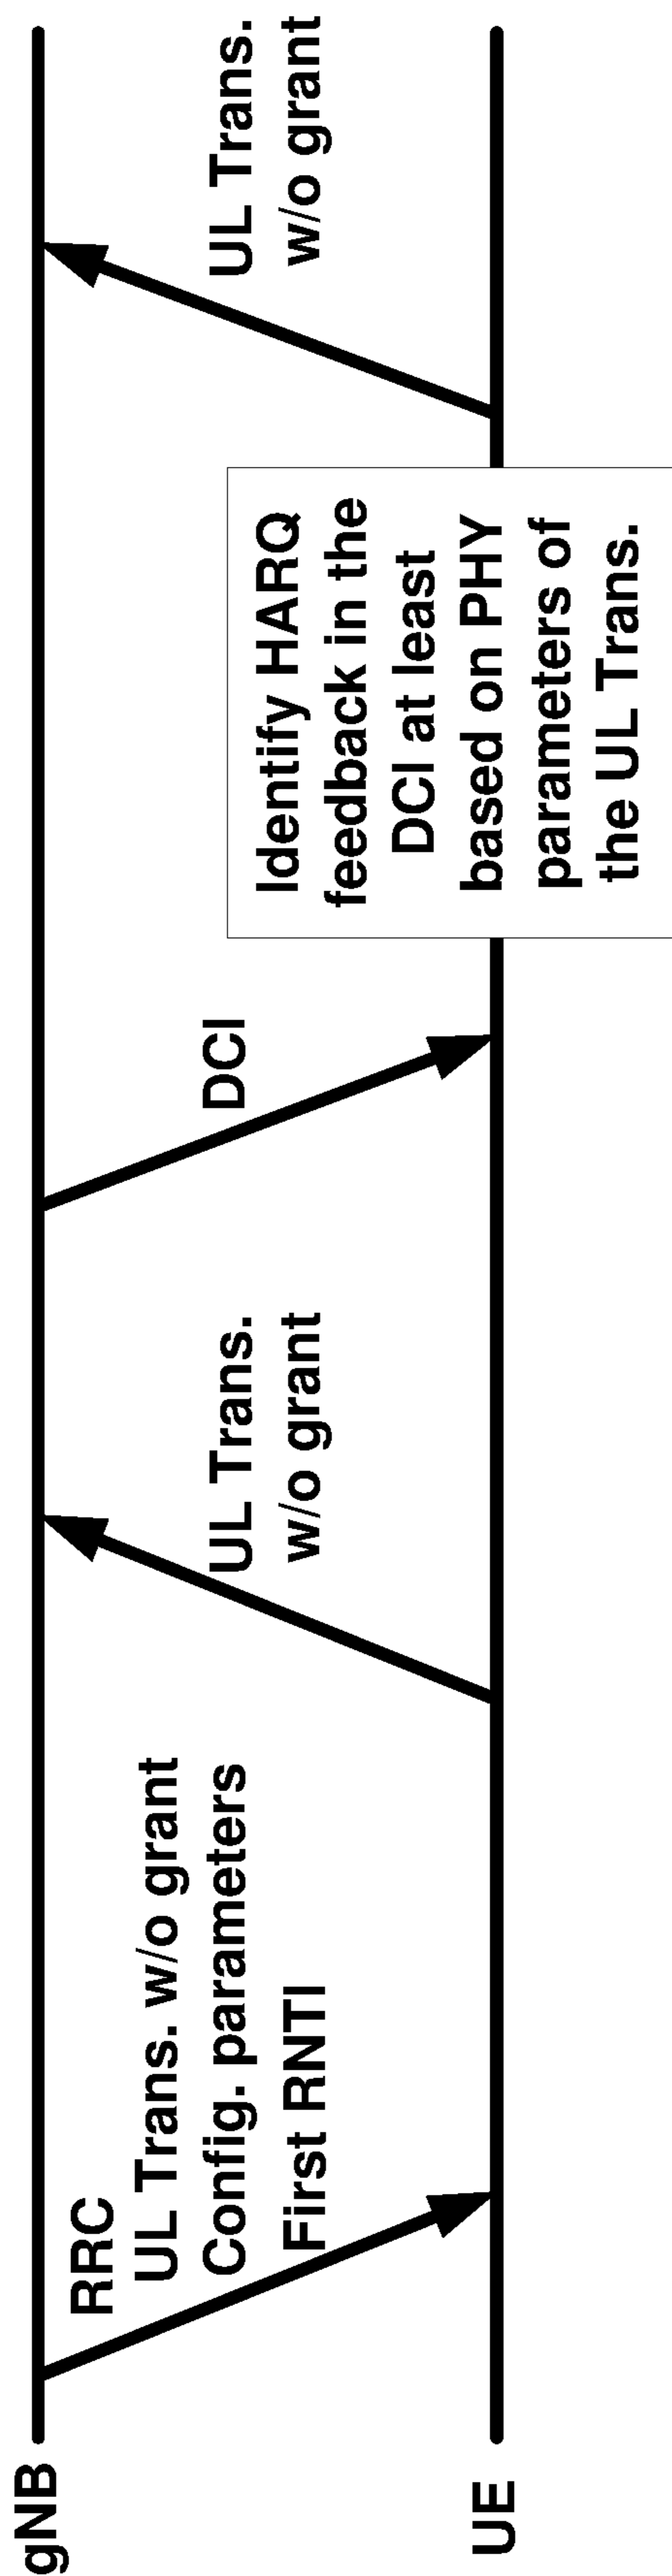 gNB
RRC
UL Trans. w/o grant
Config. parameters
First RNTI
UL Trans.
w/o grant
DCI
Identify HARQ
feedback in the
DCI at least
based on PHY
parameters of
the UL Trans.
UL Trans.
w/o grant
UE